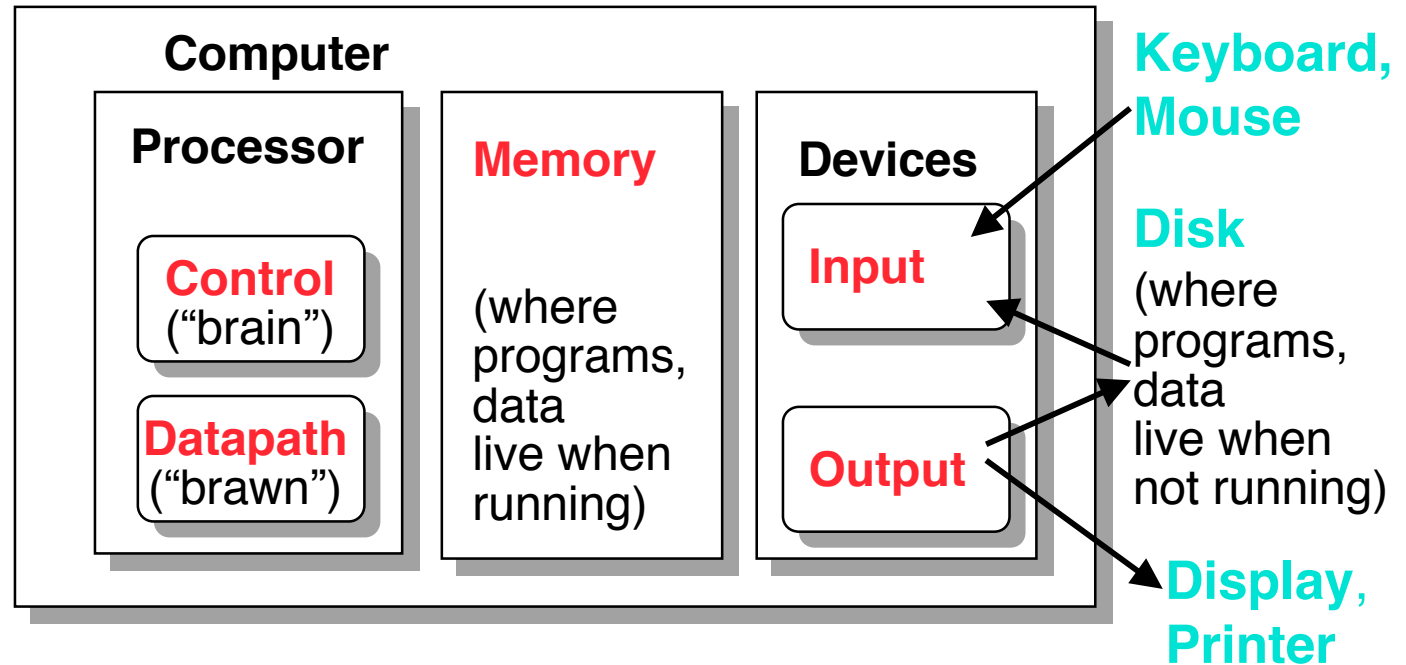 Computer
Processor
Control
(“brain”)
Datapath
(“brawn”)
Memory
(where
programs,
data
live when
running)
Devices
Input
Output
Keyboard,
Mouse
Disk
(where
programs,
data
live when
not running)
Display,
Printer